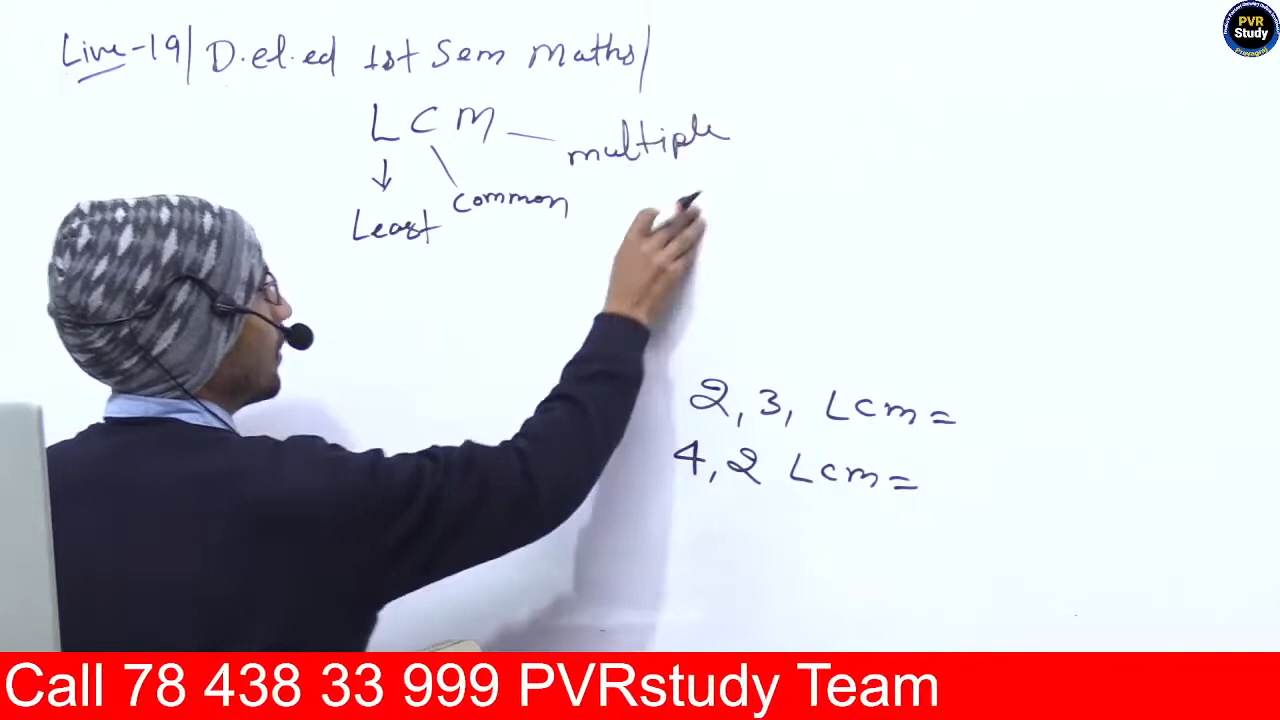 Live-19/ D.el.ed 1st Sem Maths/
L C M
multiple
common
Least
2, 3, Lcm=
4, 2 Lcm=
PVR
Study
Prayagraj
Call 78 438 33 999 PVRstudy Team